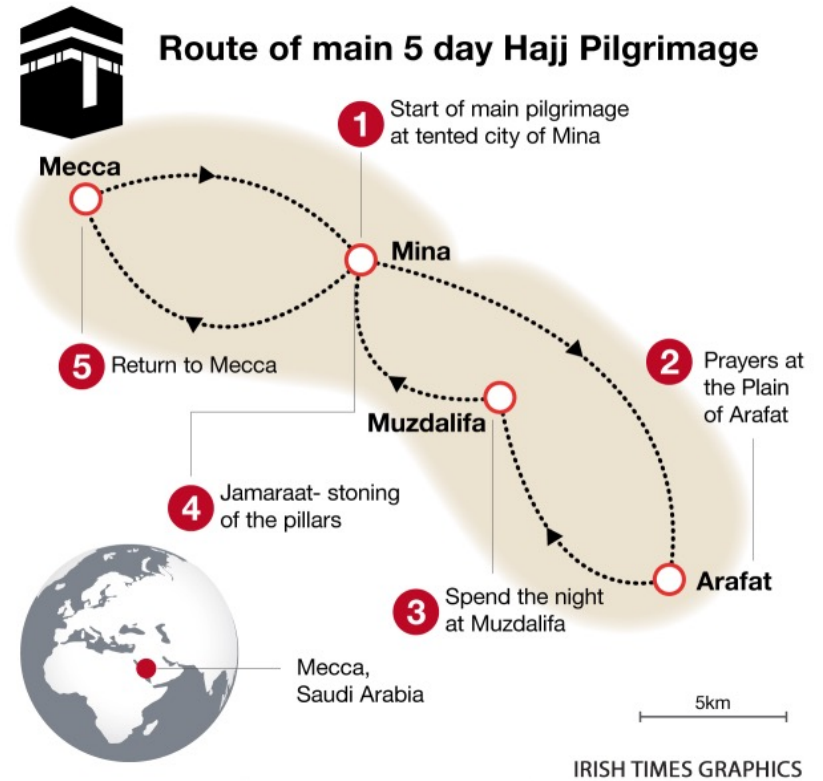 Route of main 5 day Hajj Pilgrimage
1
Start of main pilgrimage
at tented city of Mina
Mecca
Mina
5
Return to Mecca
2
Prayers at
the Plain
of Arafat
Muzdalifa
4
Jamaraat- stoning
of the pillars
Arafat
3
Spend the night
at Muzdalifa
Mecca,
Saudi Arabia
5km
IRISH TIMES GRAPHICS